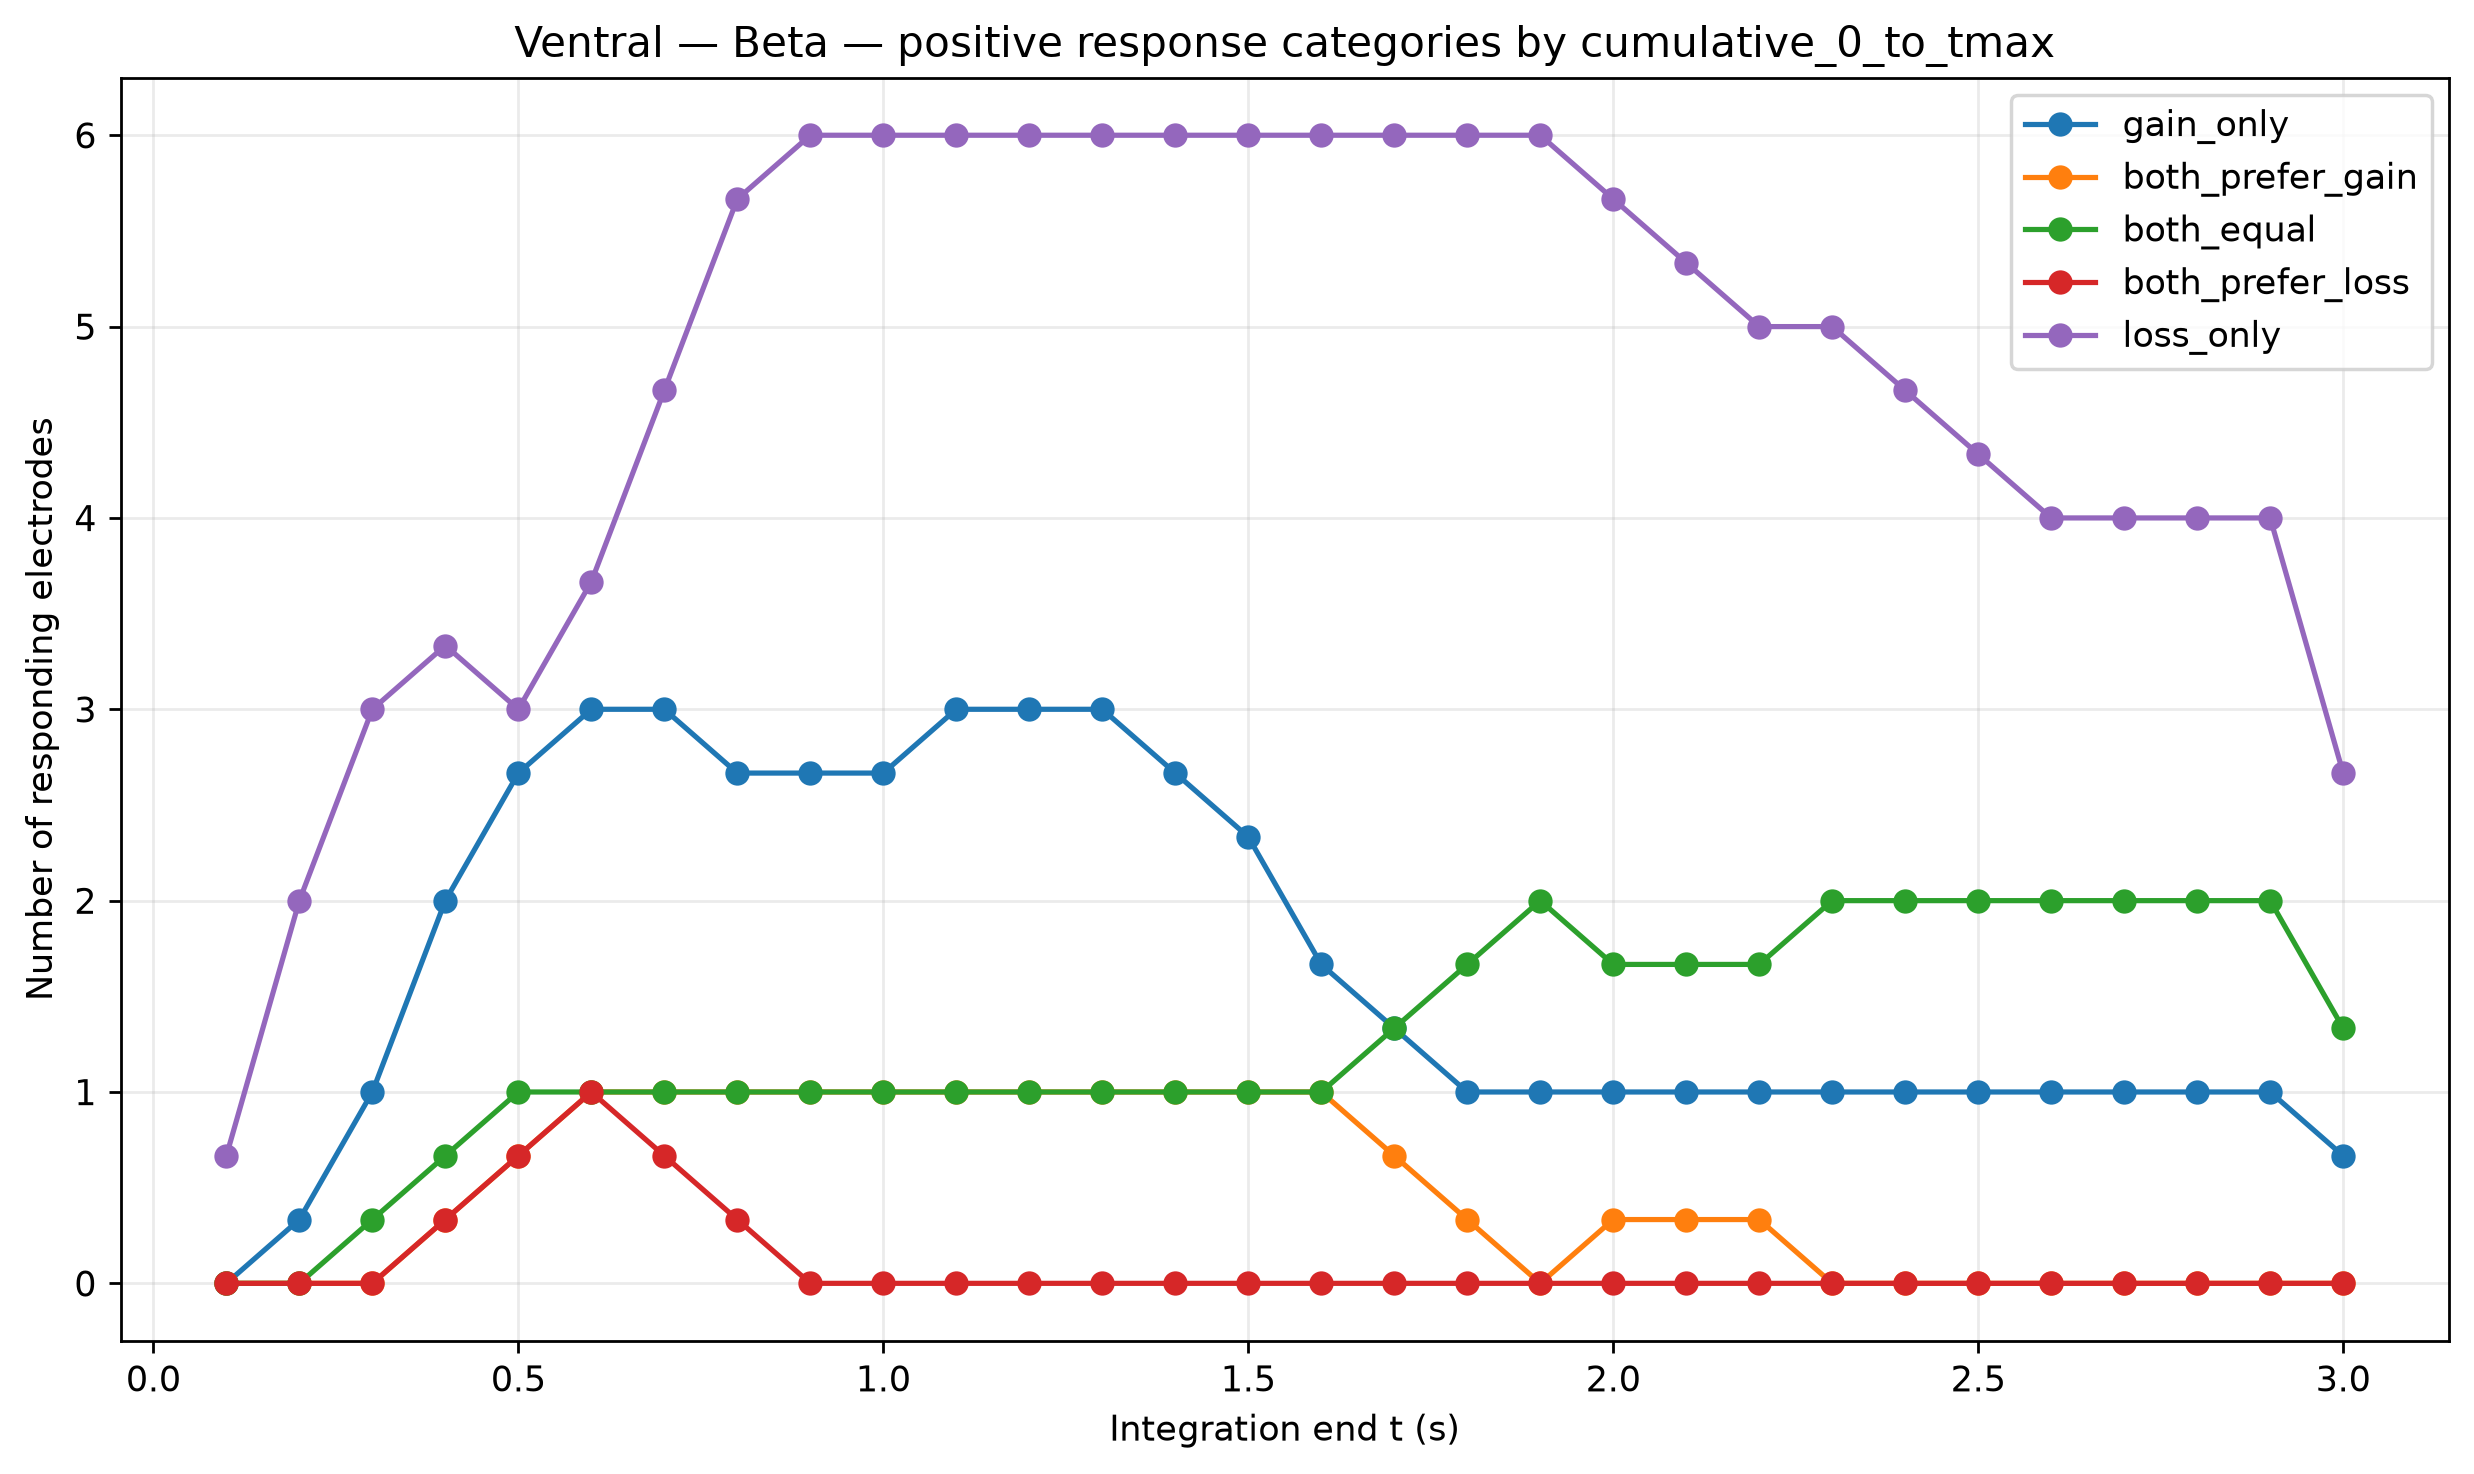 Ventral — Beta — positive response categories by cumulative_0_to_tmax
gain_only
both_prefer_gain
both_equal
both_prefer_loss
loss_only
Number of responding electrodes
6
5
4
3
2
1
0
0.0 0.5 1.0 1.5 2.0 2.5 3.0
Integration end t (s)